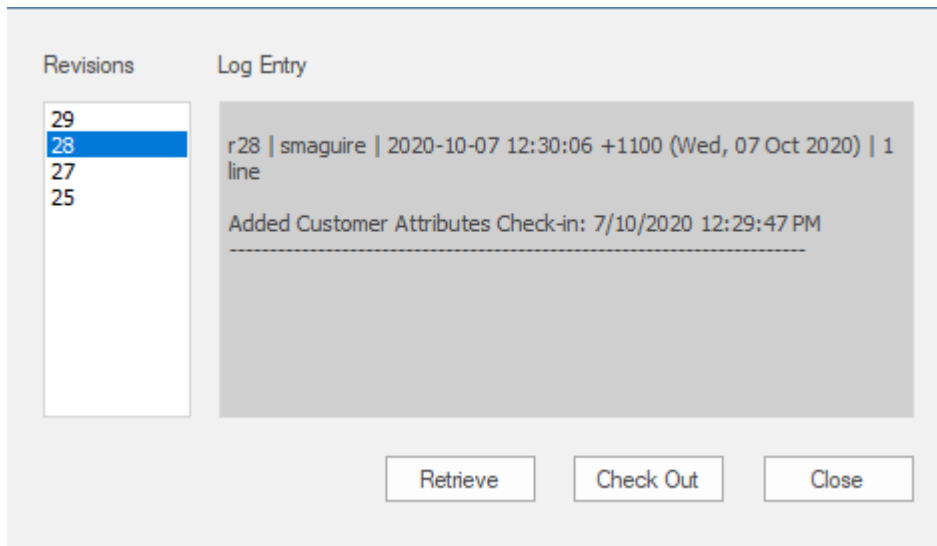 Revisions
Log Entry
29
28
27
25
r28 | smaguire | 2020-10-07 12:30:06 +1100 (Wed, 07 Oct 2020) | 1
line
Added Customer Attributes Check-in: 7/10/2020 12:29:47 PM
------------------------------------------------------------------------
Retrieve
Check Out
Close